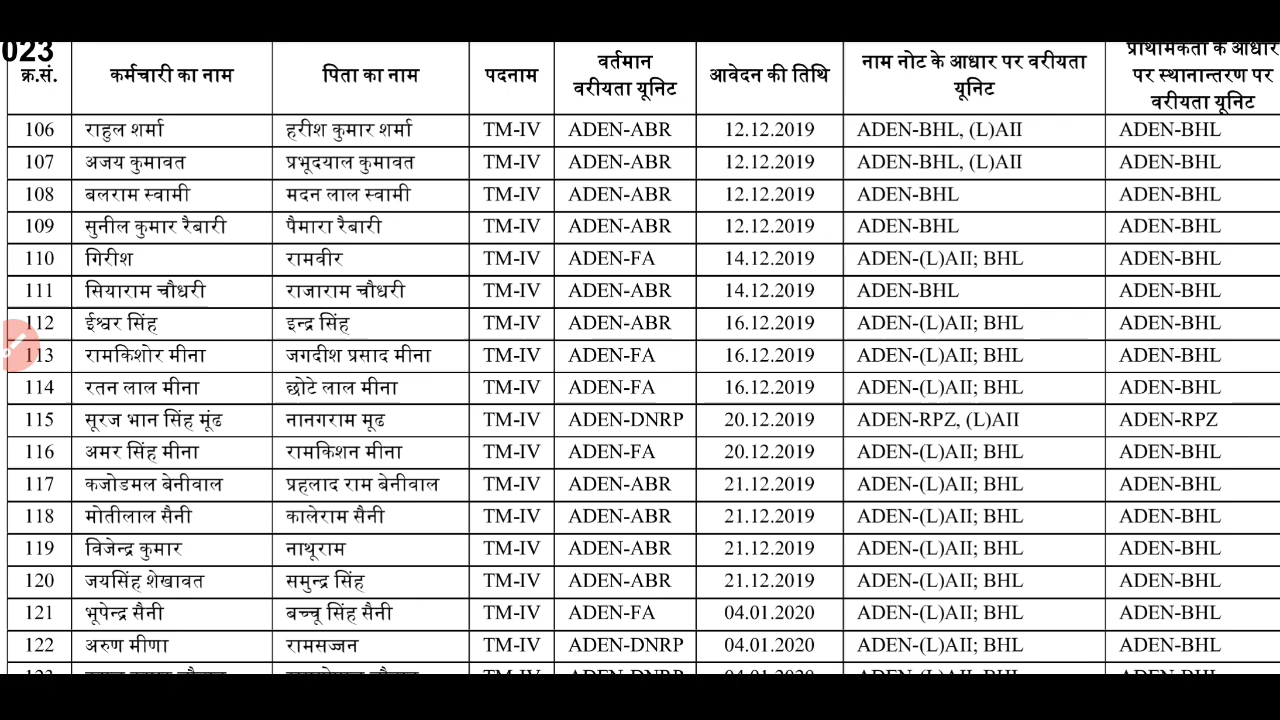 023
क्र.सं. कर्मचारी का नाम पिता का नाम पदनाम वर्तमान वरीयता यूनिट आवेदन की तिथि नाम नोट के आधार पर वरीयता यूनिट प्राथमिकता के आधार पर स्थानान्तरण पर वरीयता यूनिट
106 राहुल शर्मा हरीश कुमार शर्मा TM-IV ADEN-ABR 12.12.2019 ADEN-BHL, (L)AII ADEN-BHL
107 अजय कुमावत प्रभूदयाल कुमावत TM-IV ADEN-ABR 12.12.2019 ADEN-BHL, (L)AII ADEN-BHL
108 बलराम स्वामी मदन लाल स्वामी TM-IV ADEN-ABR 12.12.2019 ADEN-BHL ADEN-BHL
109 सुनील कुमार रैबारी पैमारा रैबारी TM-IV ADEN-ABR 12.12.2019 ADEN-BHL ADEN-BHL
110 गिरीश रामवीर TM-IV ADEN-FA 14.12.2019 ADEN-(L)AII; BHL ADEN-BHL
111 सियाराम चौधरी राजाराम चौधरी TM-IV ADEN-ABR 14.12.2019 ADEN-BHL ADEN-BHL
112 ईश्वर सिंह इन्द्र सिंह TM-IV ADEN-ABR 16.12.2019 ADEN-(L)AII; BHL ADEN-BHL
113 रामकिशोर मीना जगदीश प्रसाद मीना TM-IV ADEN-FA 16.12.2019 ADEN-(L)AII; BHL ADEN-BHL
114 रतन लाल मीना छोटे लाल मीना TM-IV ADEN-FA 16.12.2019 ADEN-(L)AII; BHL ADEN-BHL
115 सूरज भान सिंह मूंढ नानगराम मूढ TM-IV ADEN-DNRP 20.12.2019 ADEN-RPZ, (L)AII ADEN-RPZ
116 अमर सिंह मीना रामकिशन मीना TM-IV ADEN-FA 20.12.2019 ADEN-(L)AII; BHL ADEN-BHL
117 कजोडमल बेनीवाल प्रहलाद राम बेनीवाल TM-IV ADEN-ABR 21.12.2019 ADEN-(L)AII; BHL ADEN-BHL
118 मोतीलाल सैनी कालेराम सैनी TM-IV ADEN-ABR 21.12.2019 ADEN-(L)AII; BHL ADEN-BHL
119 विजेन्द्र कुमार नाथूराम TM-IV ADEN-ABR 21.12.2019 ADEN-(L)AII; BHL ADEN-BHL
120 जयसिंह शेखावत समुन्द्र सिंह TM-IV ADEN-ABR 21.12.2019 ADEN-(L)AII; BHL ADEN-BHL
121 भूपेन्द्र सैनी बच्चू सिंह सैनी TM-IV ADEN-FA 04.01.2020 ADEN-(L)AII; BHL ADEN-BHL
122 अरुण मीणा रामसज्जन TM-IV ADEN-DNRP 04.01.2020 ADEN-(L)AII; BHL ADEN-BHL
123 TM-IV ADEN-DNRP 04.01.2020 ADEN-(L)AII; BHL ADEN-BHL